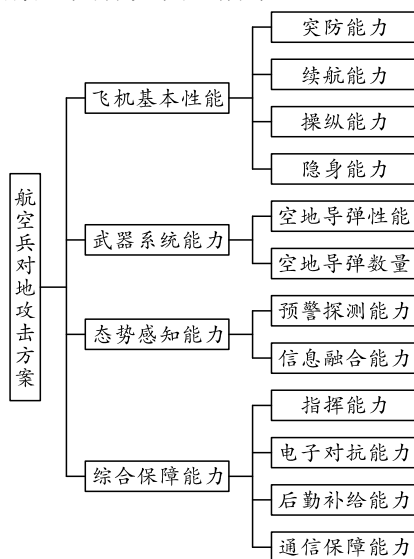 航空兵对地攻击方案
飞机基本性能
突防能力
续航能力
操纵能力
隐身能力
武器系统能力
空地导弹性能
空地导弹数量
态势感知能力
预警探测能力
信息融合能力
综合保障能力
指挥能力
电子对抗能力
后勤补给能力
通信保障能力